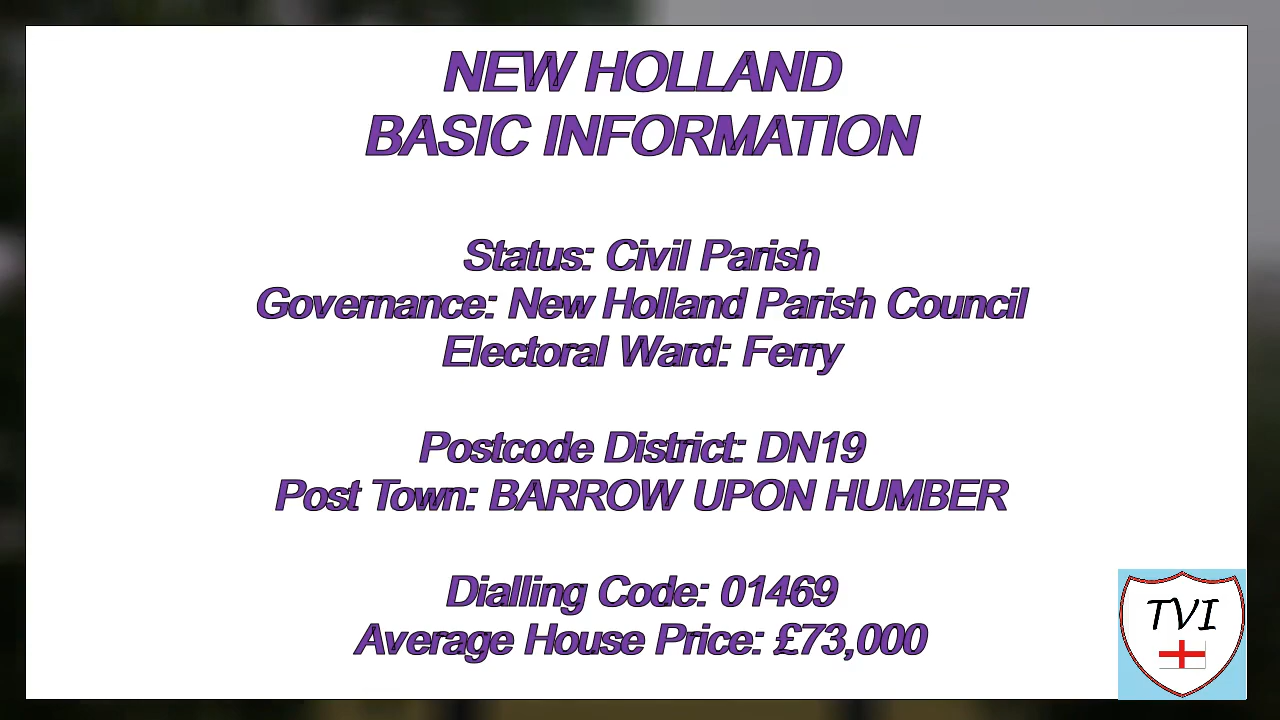 NEW HOLLAND
BASIC INFORMATION
Status: Civil Parish
Governance: New Holland Parish Council
Electoral Ward: Ferry
Postcode District: DN19
Post Town: BARROW UPON HUMBER
Dialling Code: 01469
Average House Price: £73,000
TVI